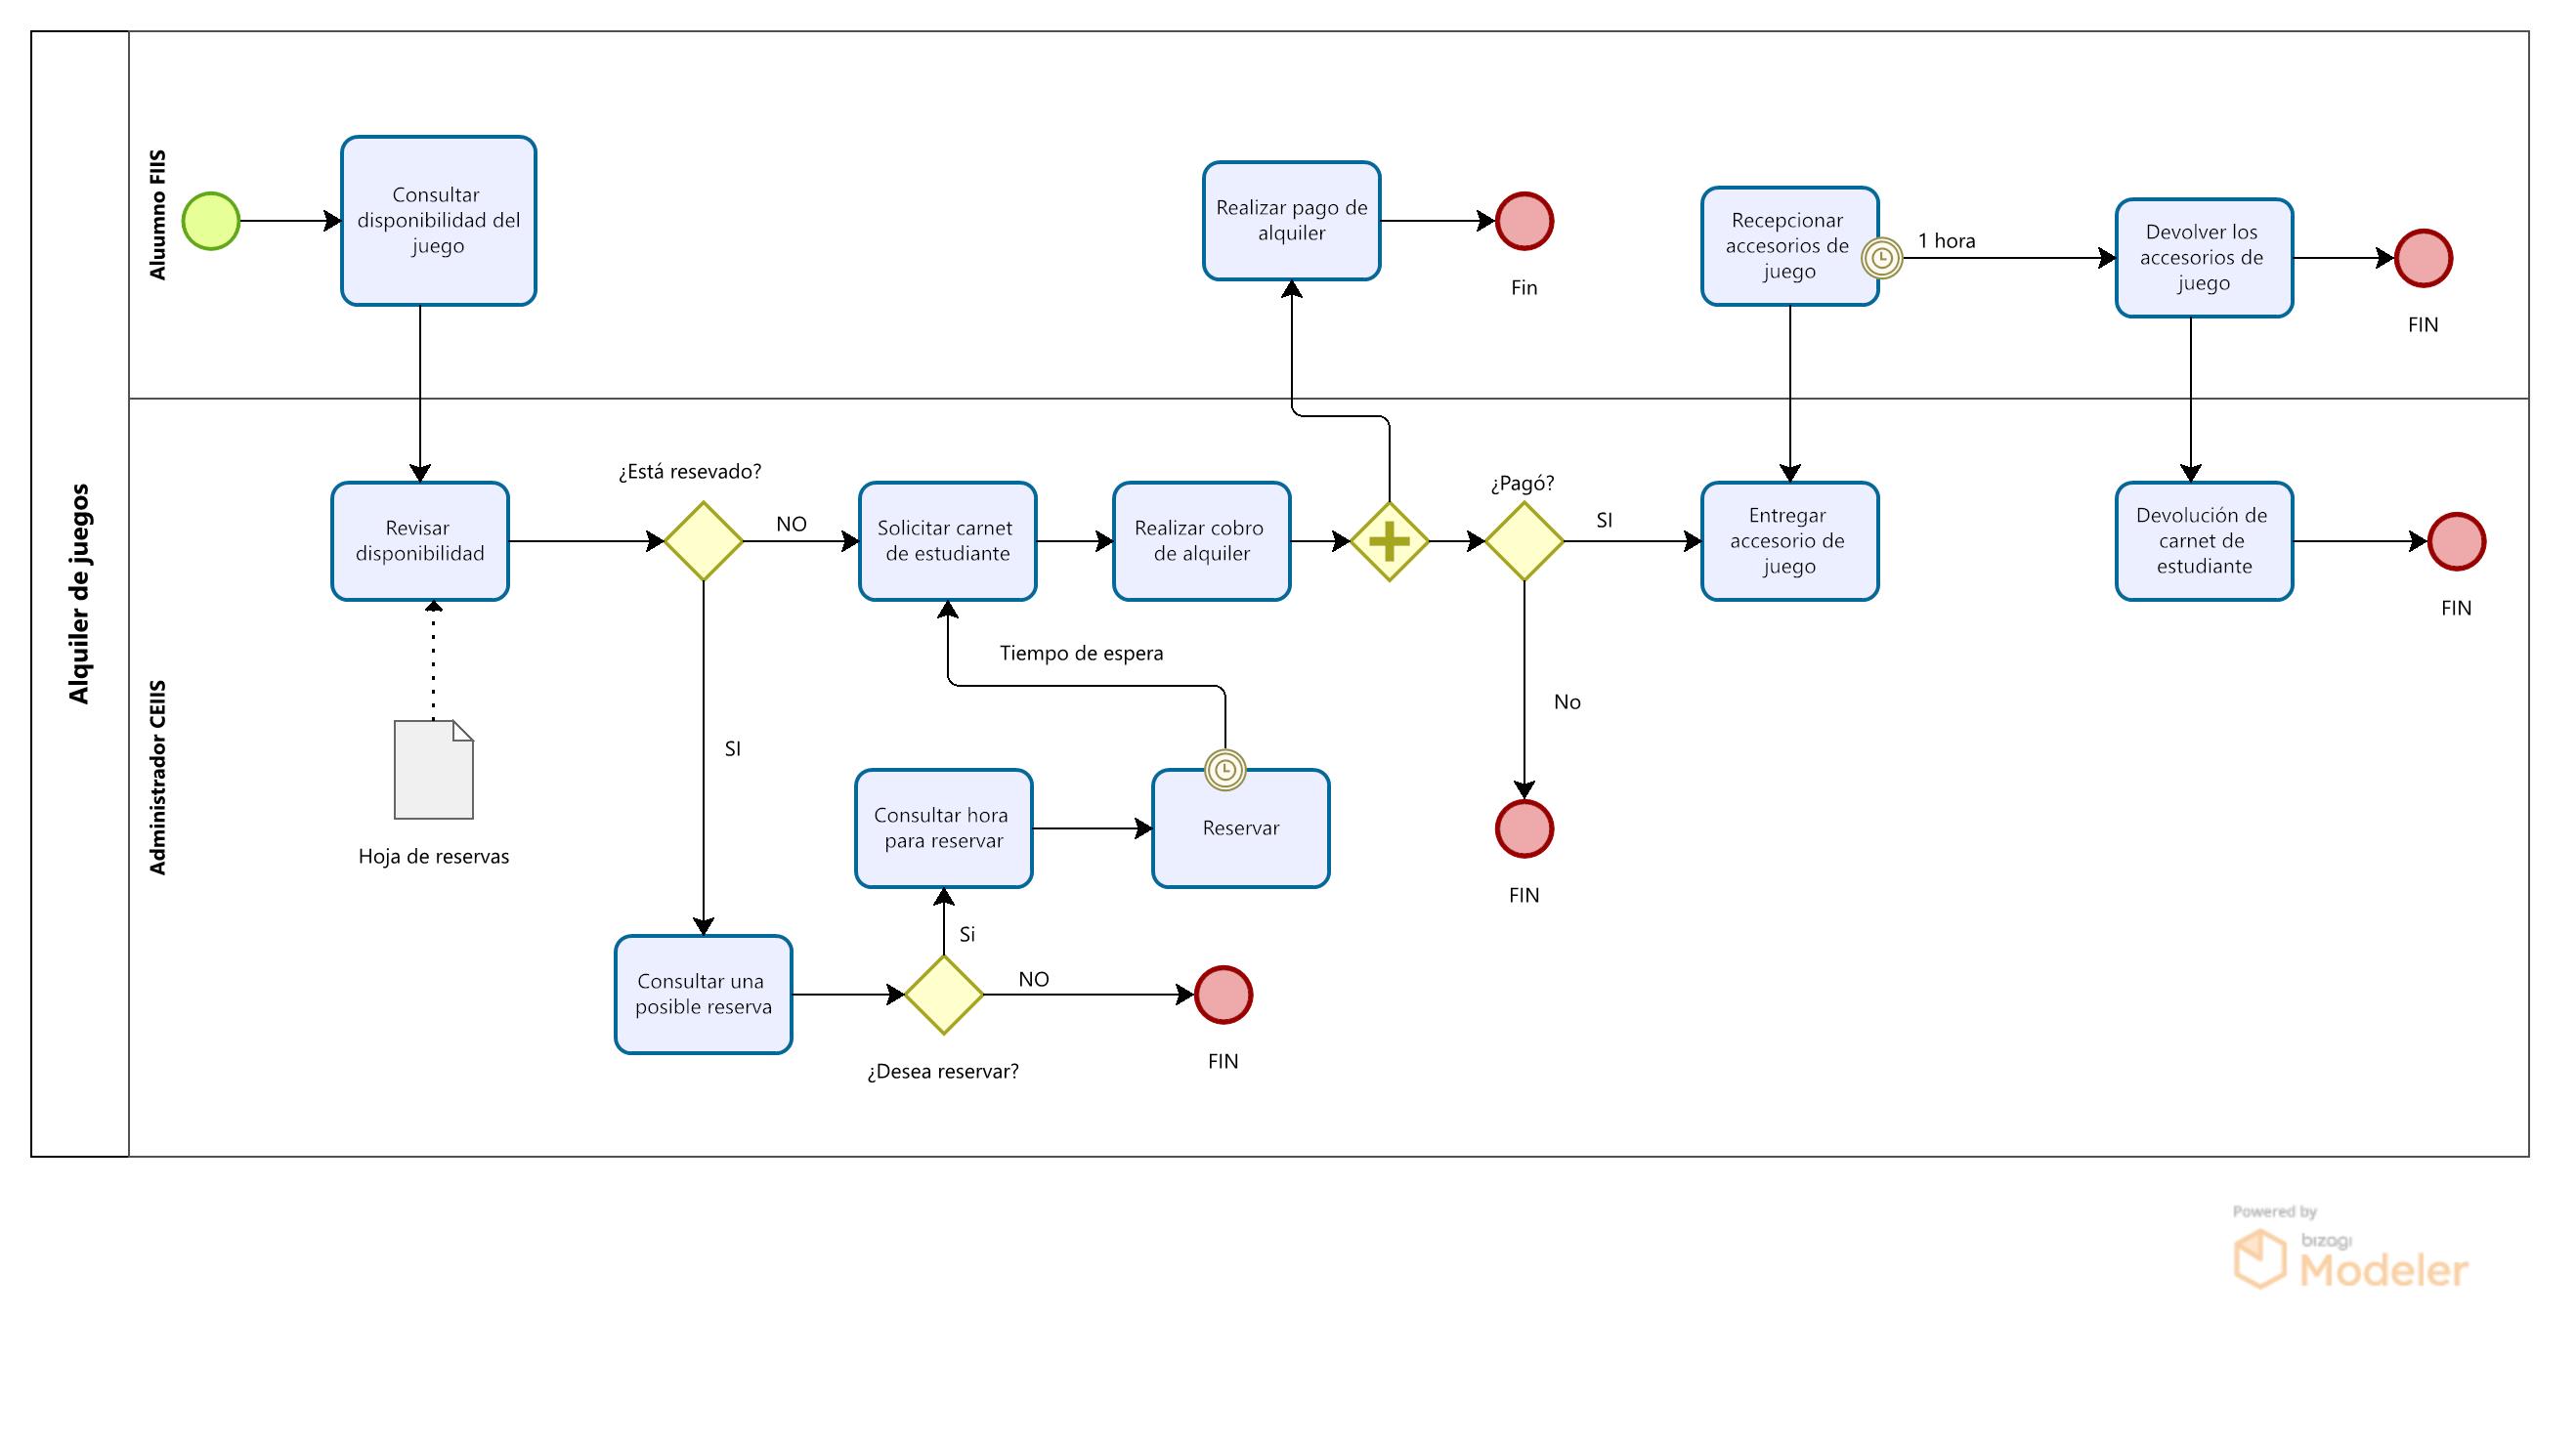 Alquiler de juegos
Aluumno FIIS
Consultar
disponibilidad del
juego
Realizar pago de
alquiler
Fin
Recepcionar
accesorios de
juego
1 hora
Devolver los
accesorios de
juego
FIN
Administrador CEIIS
Revisar
disponibilidad
Hoja de reservas
¿Está resevado?
NO
SI
Solicitar carnet
de estudiante
Realizar cobro
de alquiler
¿Pagó?
SI
No
FIN
Entregar
accesorio de
juego
Devolución de
carnet de
estudiante
FIN
Tiempo de espera
Consultar hora
para reservar
Reservar
Consultar una
posible reserva
Si
NO
¿Desea reservar?
FIN
Powered by
bizagi
Modeler